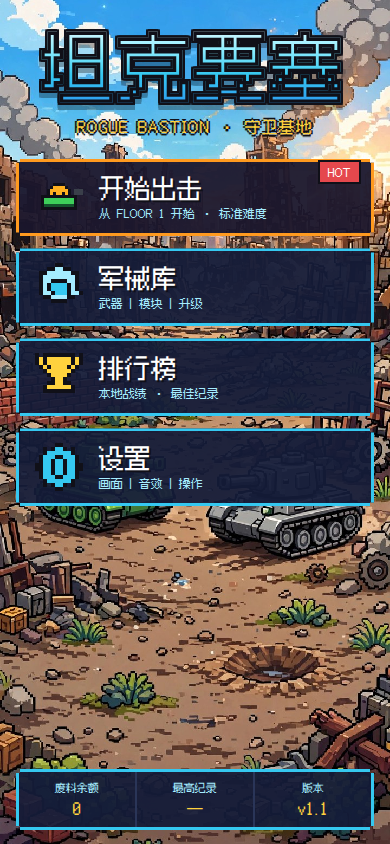 坦克要塞
ROGUE BASTION · 守卫基地
HOT
开始出击
从 FLOOR 1 开始 · 标准难度
军械库
武器 | 模块 | 升级
排行榜
本地战绩 · 最佳纪录
设置
画面 | 音效 | 操作
废料余额 最高纪录 版本
0 — v1.1